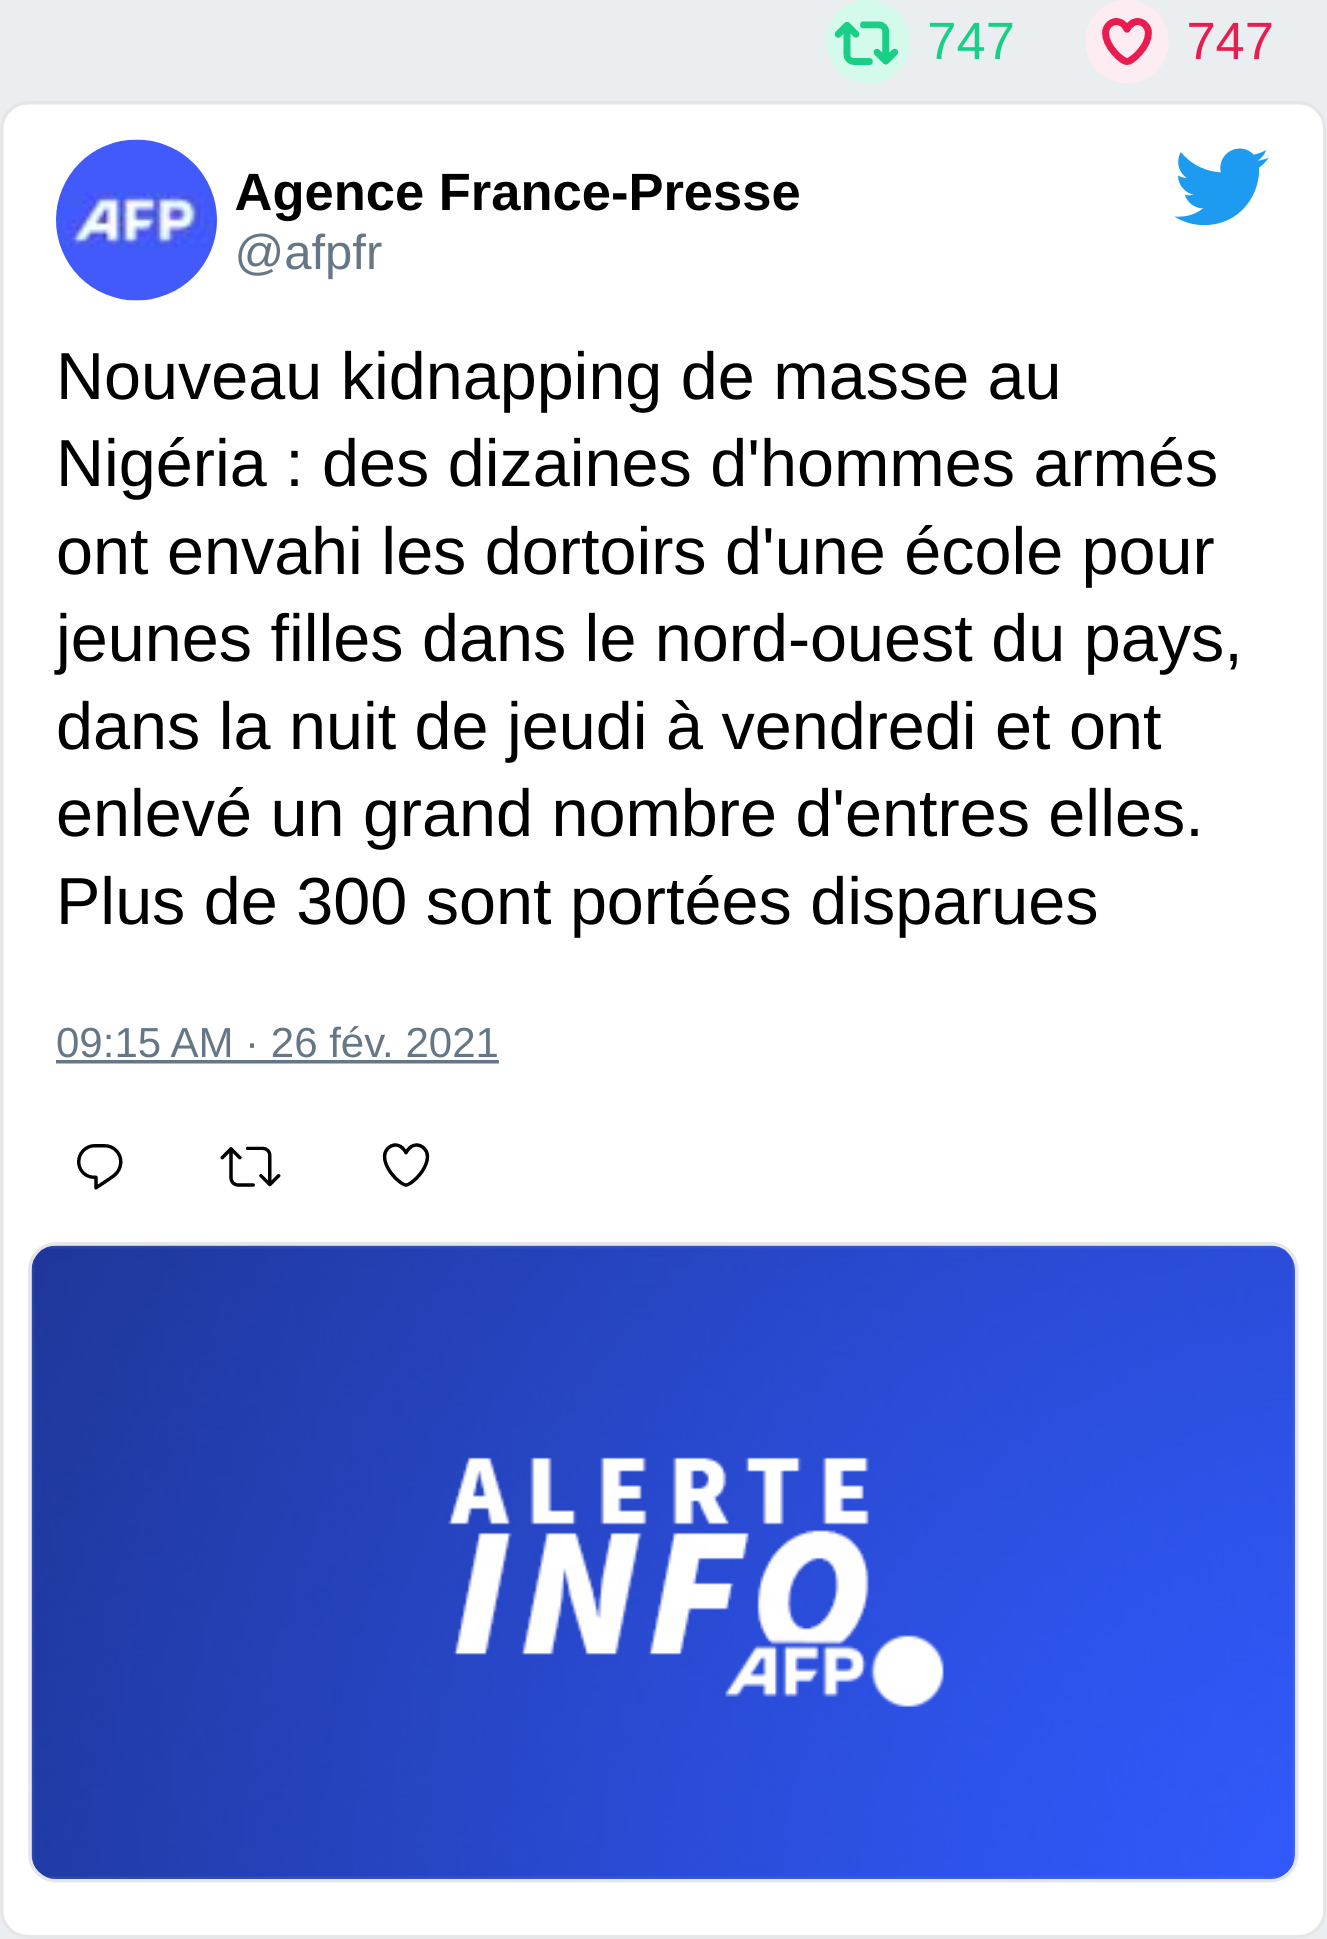 747 747
AFP
Agence France-Presse
@afpfr
Nouveau kidnapping de masse au
Nigéria : des dizaines d'hommes armés
ont envahi les dortoirs d'une école pour
jeunes filles dans le nord-ouest du pays,
dans la nuit de jeudi à vendredi et ont
enlevé un grand nombre d'entres elles.
Plus de 300 sont portées disparues
09:15 AM · 26 fév. 2021
ALERTE
INFO
AFP